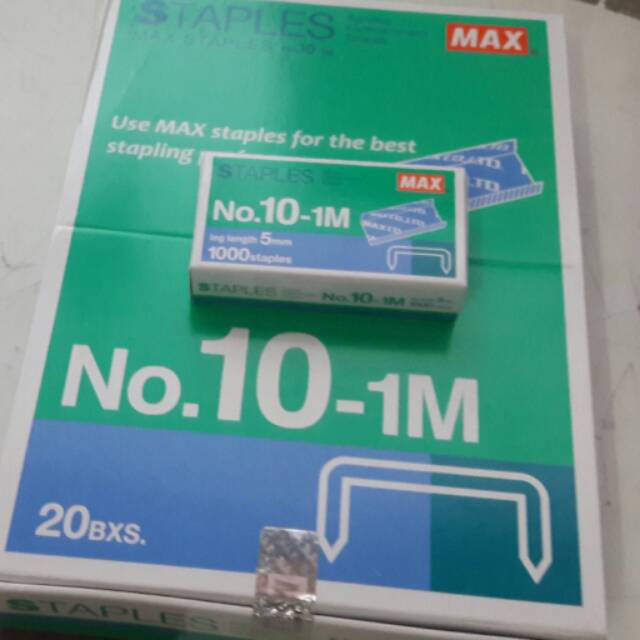 STAPLES
MAX STAPLES No.10-1M
MAX
Use MAX staples for the best
stapling
STAPLES
MAX
No.10-1M
leg length 5mm
1000staples
STAPLES
No.10-1M
No.10-1M
20BXS.
STAPLES